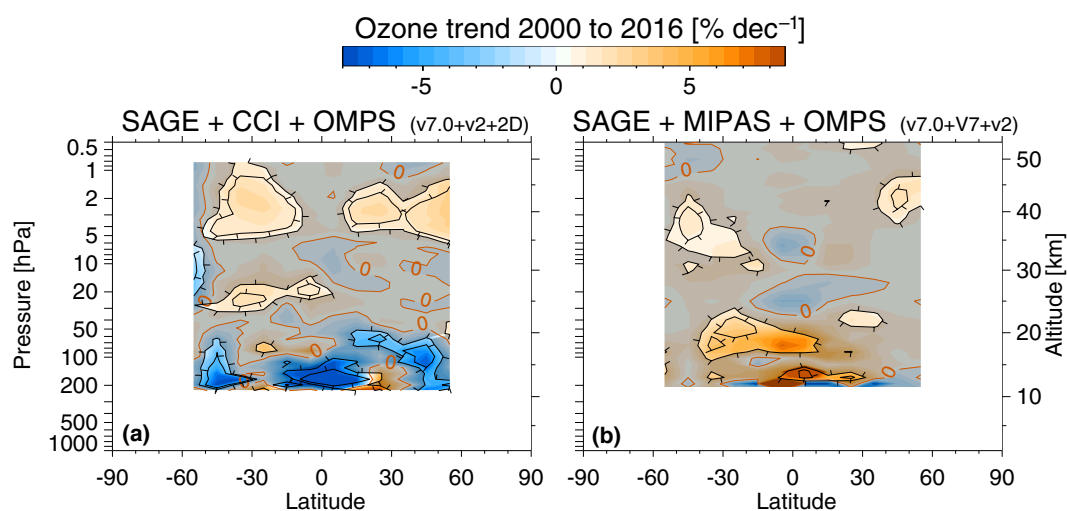 Ozone trend 2000 to 2016 [% dec⁻¹]
-5 0 5
SAGE + CCI + OMPS (v7.0+v2+2D)
SAGE + MIPAS + OMPS (v7.0+V7+v2)
Pressure [hPa]
0.5
1
2
5
10
20
50
100
200
500
1000
0
0
0
0
0
0
0
(a)
-90 -60 -30 0 30 60 90
Latitude
0
0
0
0
(b)
-90 -60 -30 0 30 60 90
Latitude
50
40
30
20
10
Altitude [km]